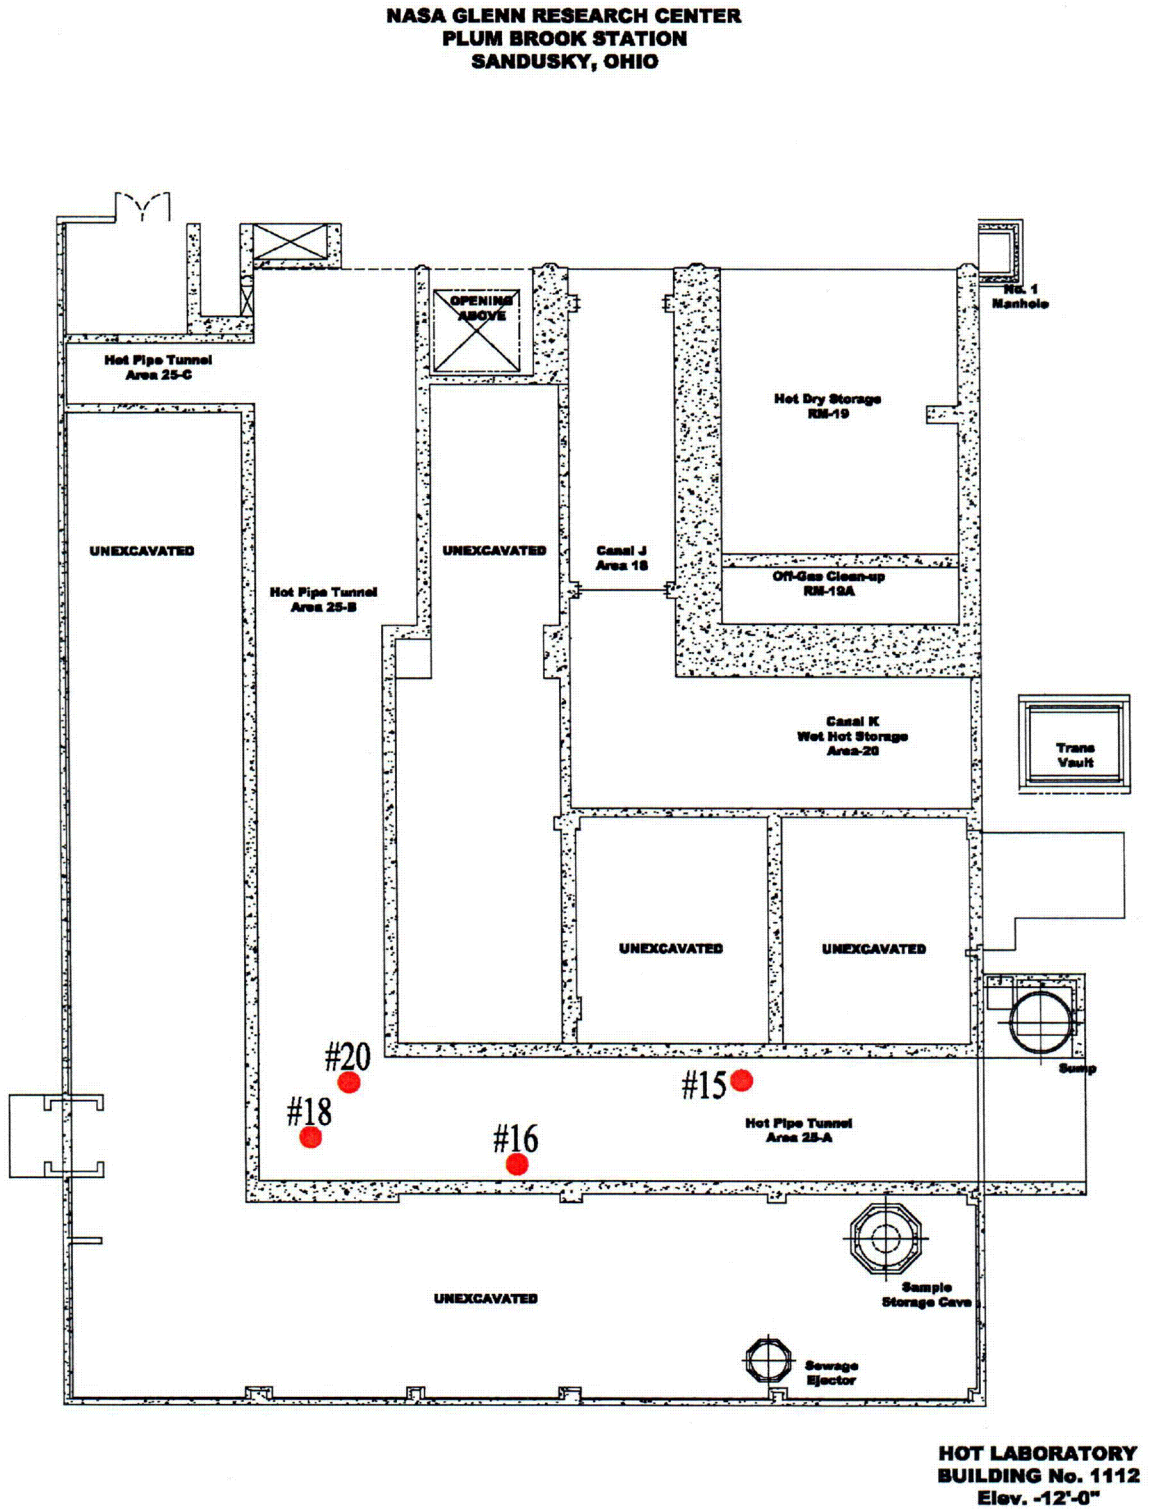 NASA GLENN RESEARCH CENTER
PLUM BROOK STATION
SANDUSKY, OHIO
OPENING
ABOVE
No. 1
Manhole
Hot Pipe Tunnel
Area 25-C
Hot Dry Storage
RM-19
UNEXCAVATED
UNEXCAVATED
Canal J
Area 18
Off-Gas Clean-up
RM-19A
Hot Pipe Tunnel
Area 25-B
Canal K
Wet Hot Storage
Area-20
Trans
Vault
UNEXCAVATED
UNEXCAVATED
#20
#15
Sump
#18
#16
Hot Pipe Tunnel
Area 25-A
Sample
Storage Cave
UNEXCAVATED
Sewage
Ejector
HOT LABORATORY
BUILDING No. 1112
Elev. -12'-0"